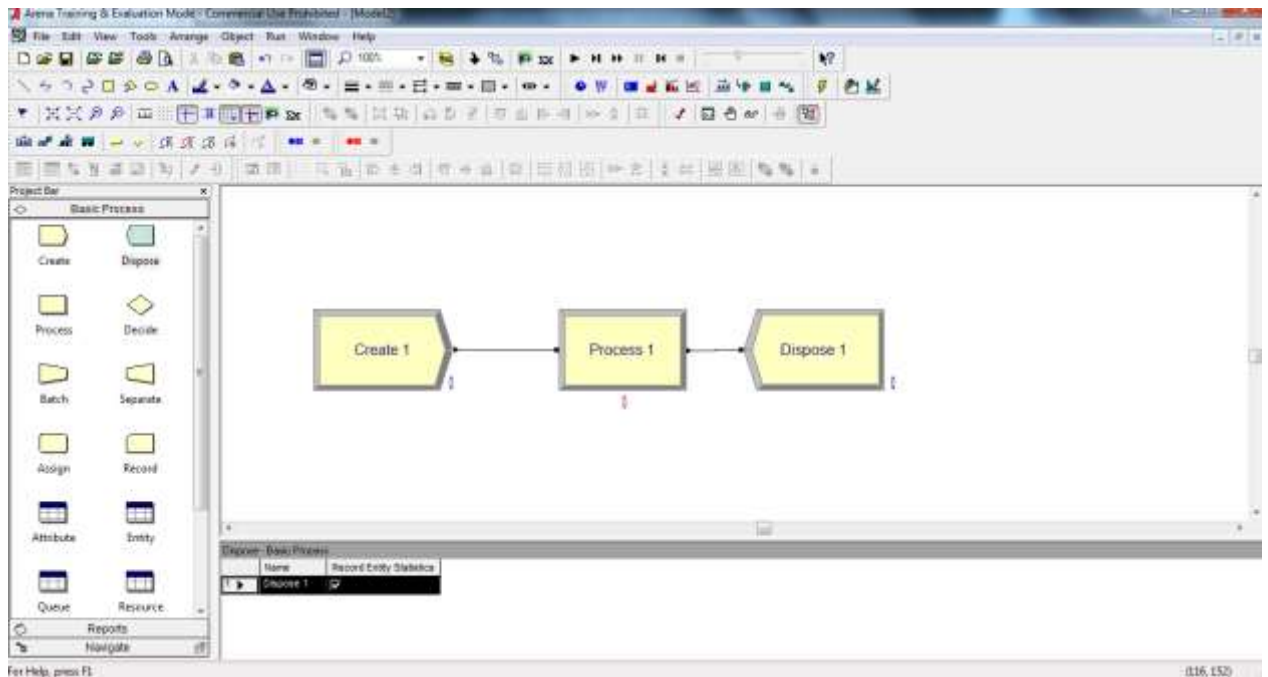 Arena Training & Evaluation Mode - Commercial Use Prohibited - [Model2]
File Edit View Tools Arrange Object Run Window Help
100%
Project Bar
Basic Process
Create Dispose
Process Decide
Batch Separate
Assign Record
Attribute Entity
Queue Resource
Reports
Navigate
Create 1 Process 1 Dispose 1
Dispose - Basic Process
Name Record Entity Statistics
1 Dispose 1
For Help, press F1
(116, 152)